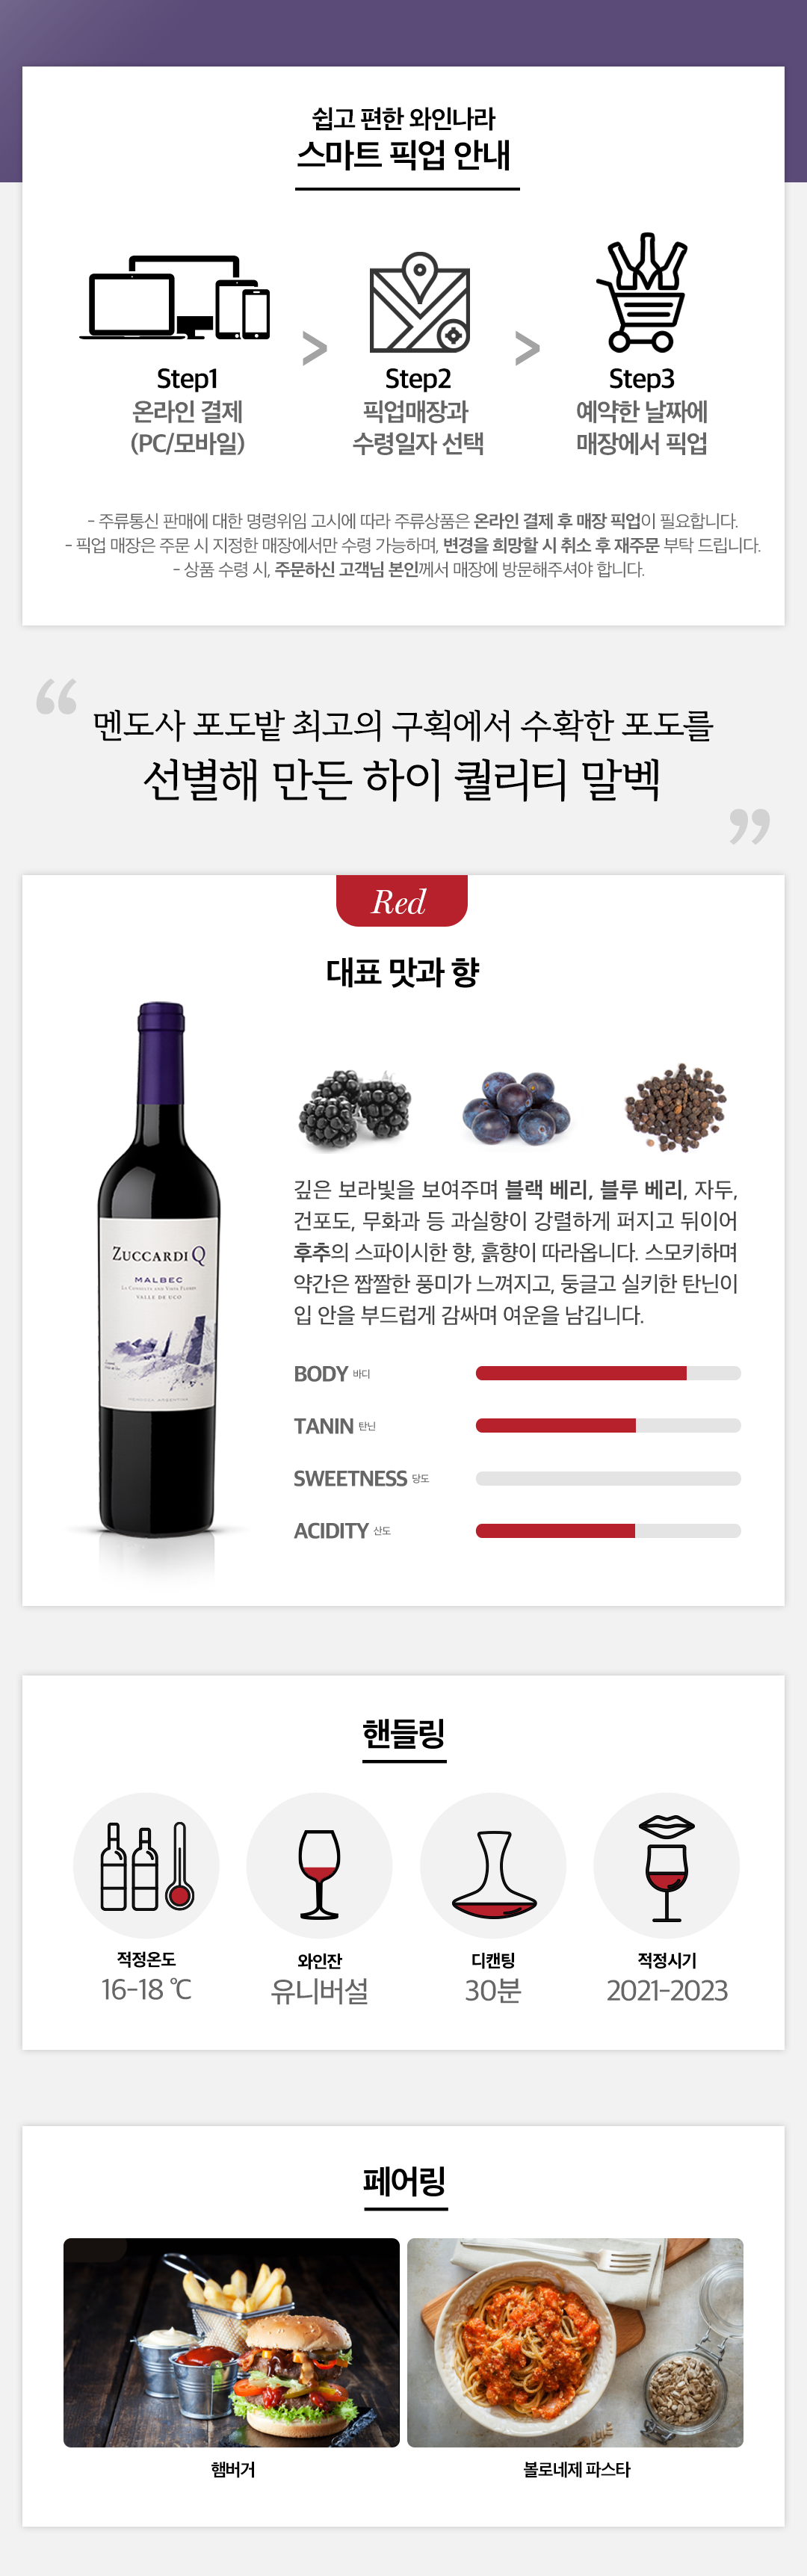 쉽고 편한 와인나라
스마트 픽업 안내
Step1
온라인 결제
(PC/모바일)
>
Step2
픽업매장과
수령일자 선택
>
Step3
예약한 날짜에
매장에서 픽업
- 주류통신 판매에 대한 명령위임 고시에 따라 주류상품은 온라인 결제 후 매장 픽업이 필요합니다.
- 픽업 매장은 주문 시 지정한 매장에서만 수령 가능하며, 변경을 희망할 시 취소 후 재주문 부탁 드립니다.
- 상품 수령 시, 주문하신 고객님 본인께서 매장에 방문해주셔야 합니다.
“ 멘도사 포도밭 최고의 구획에서 수확한 포도를
선별해 만든 하이 퀄리티 말벡 ”
Red
대표 맛과 향
ZUCCARDI Q
MALBEC
VALLE DE UCO
깊은 보라빛을 보여주며 블랙 베리, 블루 베리, 자두,
건포도, 무화과 등 과실향이 강렬하게 퍼지고 뒤이어
후추의 스파이시한 향, 흙향이 따라옵니다. 스모키하며
약간은 짭짤한 풍미가 느껴지고, 둥글고 실키한 탄닌이
입 안을 부드럽게 감싸며 여운을 남깁니다.
BODY 바디
TANIN 탄닌
SWEETNESS 당도
ACIDITY 산도
핸들링
적정온도
16-18 ℃
와인잔
유니버설
디캔팅
30분
적정시기
2021-2023
페어링
햄버거
볼로네제 파스타